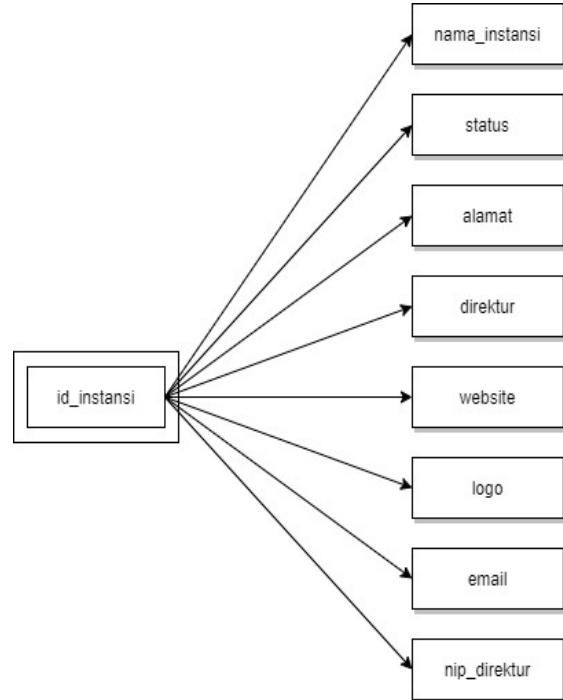 nama_instansi
status
alamat
direktur
id_instansi
website
logo
email
nip_direktur